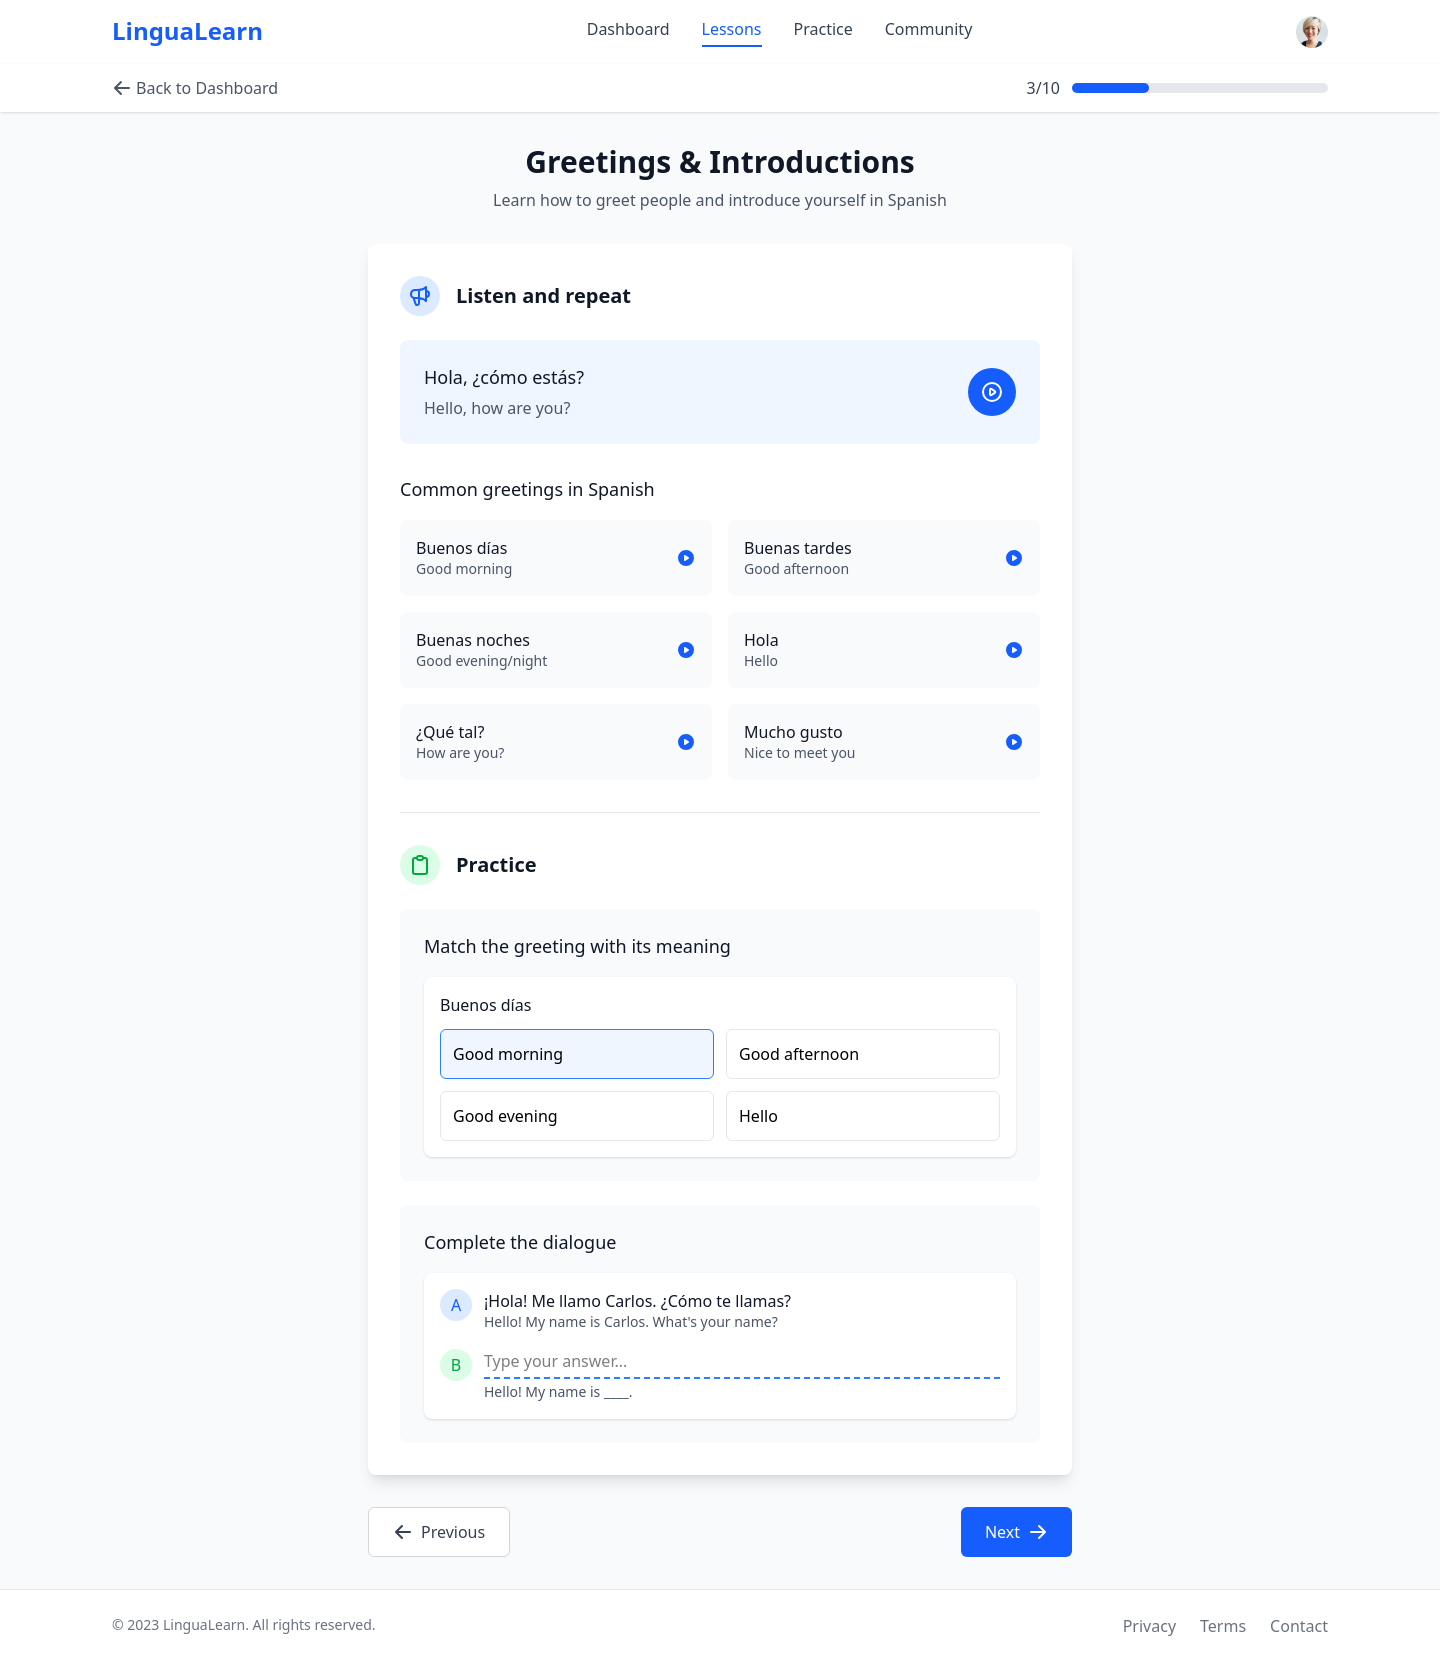 LinguaLearn
Dashboard
Lessons
Practice
Community
Back to Dashboard
3/10
Greetings & Introductions
Learn how to greet people and introduce yourself in Spanish
Listen and repeat
Hola, ¿cómo estás?
Hello, how are you?
Common greetings in Spanish
Buenos días
Good morning
Buenas tardes
Good afternoon
Buenas noches
Good evening/night
Hola
Hello
¿Qué tal?
How are you?
Mucho gusto
Nice to meet you
Practice
Match the greeting with its meaning
Buenos días
Good morning
Good afternoon
Good evening
Hello
Complete the dialogue
A
¡Hola! Me llamo Carlos. ¿Cómo te llamas?
Hello! My name is Carlos. What's your name?
B
Type your answer...
Hello! My name is ____.
Previous
Next
© 2023 LinguaLearn. All rights reserved.
Privacy
Terms
Contact